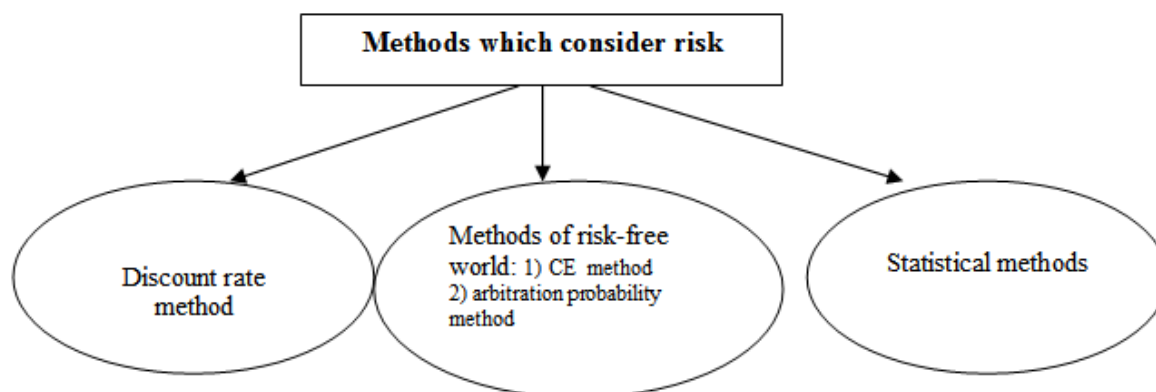 Methods which consider risk
Discount rate
method
Methods of risk-free
world: 1) CE method
2) arbitration probability
method
Statistical methods